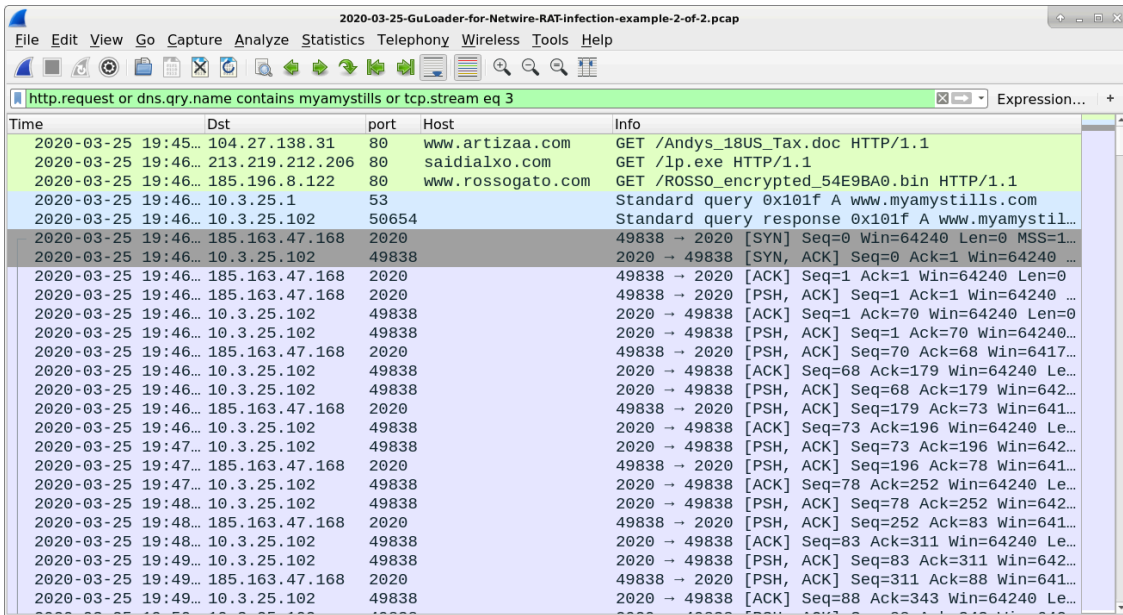 2020-03-25-GuLoader-for-Netwire-RAT-infection-example-2-of-2.pcap
File Edit View Go Capture Analyze Statistics Telephony Wireless Tools Help
http.request or dns.qry.name contains myamystills or tcp.stream eq 3 Expression… +
Time Dst port Host Info
2020-03-25 19:45… 104.27.138.31 80 www.artizaa.com GET /Andys_18US_Tax.doc HTTP/1.1
2020-03-25 19:46… 213.219.212.206 80 saidialxo.com GET /lp.exe HTTP/1.1
2020-03-25 19:46… 185.196.8.122 80 www.rossogato.com GET /ROSSO_encrypted_54E9BA0.bin HTTP/1.1
2020-03-25 19:46… 10.3.25.1 53 Standard query 0x101f A www.myamystills.com
2020-03-25 19:46… 10.3.25.102 50654 Standard query response 0x101f A www.myamystil…
2020-03-25 19:46… 185.163.47.168 2020 49838 → 2020 [SYN] Seq=0 Win=64240 Len=0 MSS=1…
2020-03-25 19:46… 10.3.25.102 49838 2020 → 49838 [SYN, ACK] Seq=0 Ack=1 Win=64240 …
2020-03-25 19:46… 185.163.47.168 2020 49838 → 2020 [ACK] Seq=1 Ack=1 Win=64240 Len=0
2020-03-25 19:46… 185.163.47.168 2020 49838 → 2020 [PSH, ACK] Seq=1 Ack=1 Win=64240 …
2020-03-25 19:46… 10.3.25.102 49838 2020 → 49838 [ACK] Seq=1 Ack=70 Win=64240 Len=0
2020-03-25 19:46… 10.3.25.102 49838 2020 → 49838 [PSH, ACK] Seq=1 Ack=70 Win=64240…
2020-03-25 19:46… 185.163.47.168 2020 49838 → 2020 [PSH, ACK] Seq=70 Ack=68 Win=6417…
2020-03-25 19:46… 10.3.25.102 49838 2020 → 49838 [ACK] Seq=68 Ack=179 Win=64240 Le…
2020-03-25 19:46… 10.3.25.102 49838 2020 → 49838 [PSH, ACK] Seq=68 Ack=179 Win=642…
2020-03-25 19:46… 185.163.47.168 2020 49838 → 2020 [PSH, ACK] Seq=179 Ack=73 Win=641…
2020-03-25 19:46… 10.3.25.102 49838 2020 → 49838 [ACK] Seq=73 Ack=196 Win=64240 Le…
2020-03-25 19:47… 10.3.25.102 49838 2020 → 49838 [PSH, ACK] Seq=73 Ack=196 Win=642…
2020-03-25 19:47… 185.163.47.168 2020 49838 → 2020 [PSH, ACK] Seq=196 Ack=78 Win=641…
2020-03-25 19:47… 10.3.25.102 49838 2020 → 49838 [ACK] Seq=78 Ack=252 Win=64240 Le…
2020-03-25 19:48… 10.3.25.102 49838 2020 → 49838 [PSH, ACK] Seq=78 Ack=252 Win=642…
2020-03-25 19:48… 185.163.47.168 2020 49838 → 2020 [PSH, ACK] Seq=252 Ack=83 Win=641…
2020-03-25 19:48… 10.3.25.102 49838 2020 → 49838 [ACK] Seq=83 Ack=311 Win=64240 Le…
2020-03-25 19:49… 10.3.25.102 49838 2020 → 49838 [PSH, ACK] Seq=83 Ack=311 Win=642…
2020-03-25 19:49… 185.163.47.168 2020 49838 → 2020 [PSH, ACK] Seq=311 Ack=88 Win=641…
2020-03-25 19:49… 10.3.25.102 49838 2020 → 49838 [ACK] Seq=88 Ack=343 Win=64240 Le…